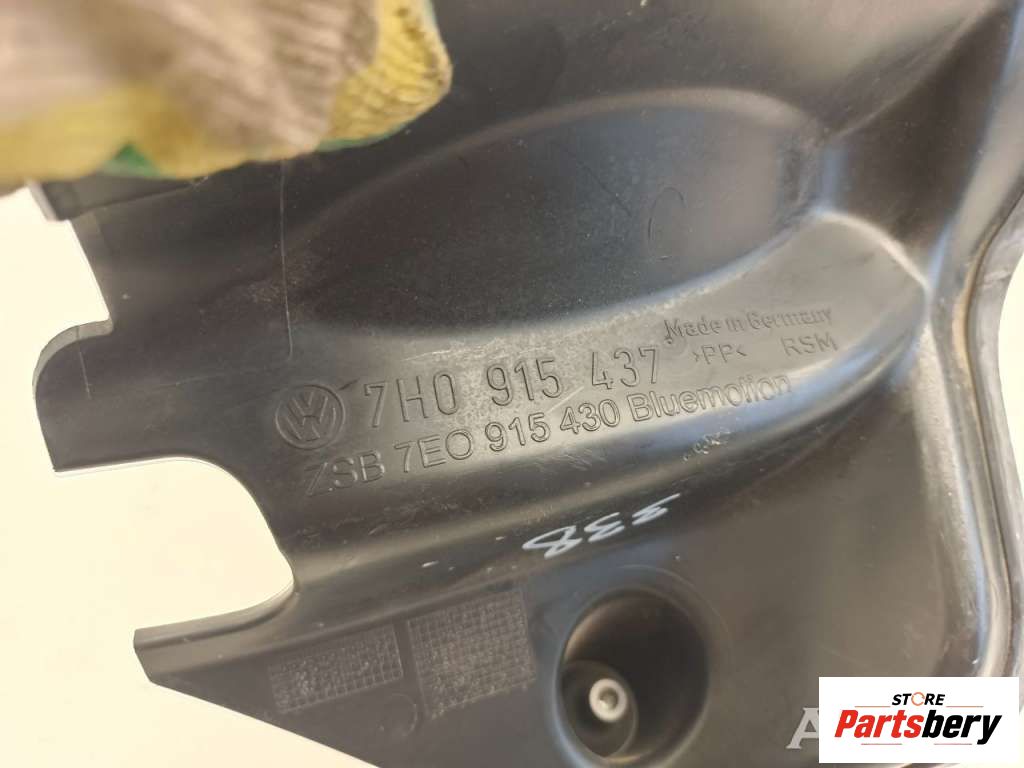 Made in Germany
7H0 915 437 >PP< RSM
ZSB 7E0 915 430 Bluemotion
338
STORE
Partsbery